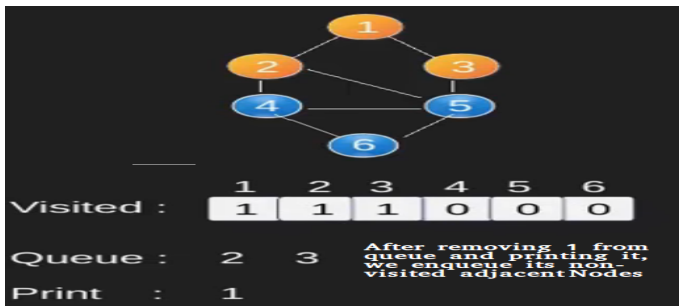 1
2 3
4 5
6
1 2 3 4 5 6
Visited : 1 1 1 0 0 0
Queue : 2 3
After removing 1 from
queue and printing it,
we enqueue its non-
visited adjacent Nodes
Print : 1